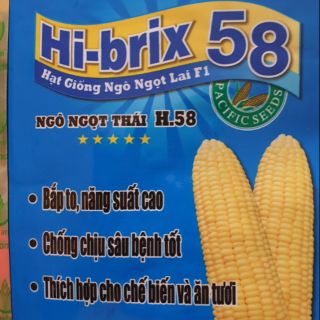 Hi-brix 58
Hạt Giống Ngô Ngọt Lai F1
PACIFIC SEEDS
NGÔ NGỌT THÁI H.58
• Bắp to, năng suất cao
• Chống chịu sâu bệnh tốt
• Thích hợp cho chế biến và ăn tươi